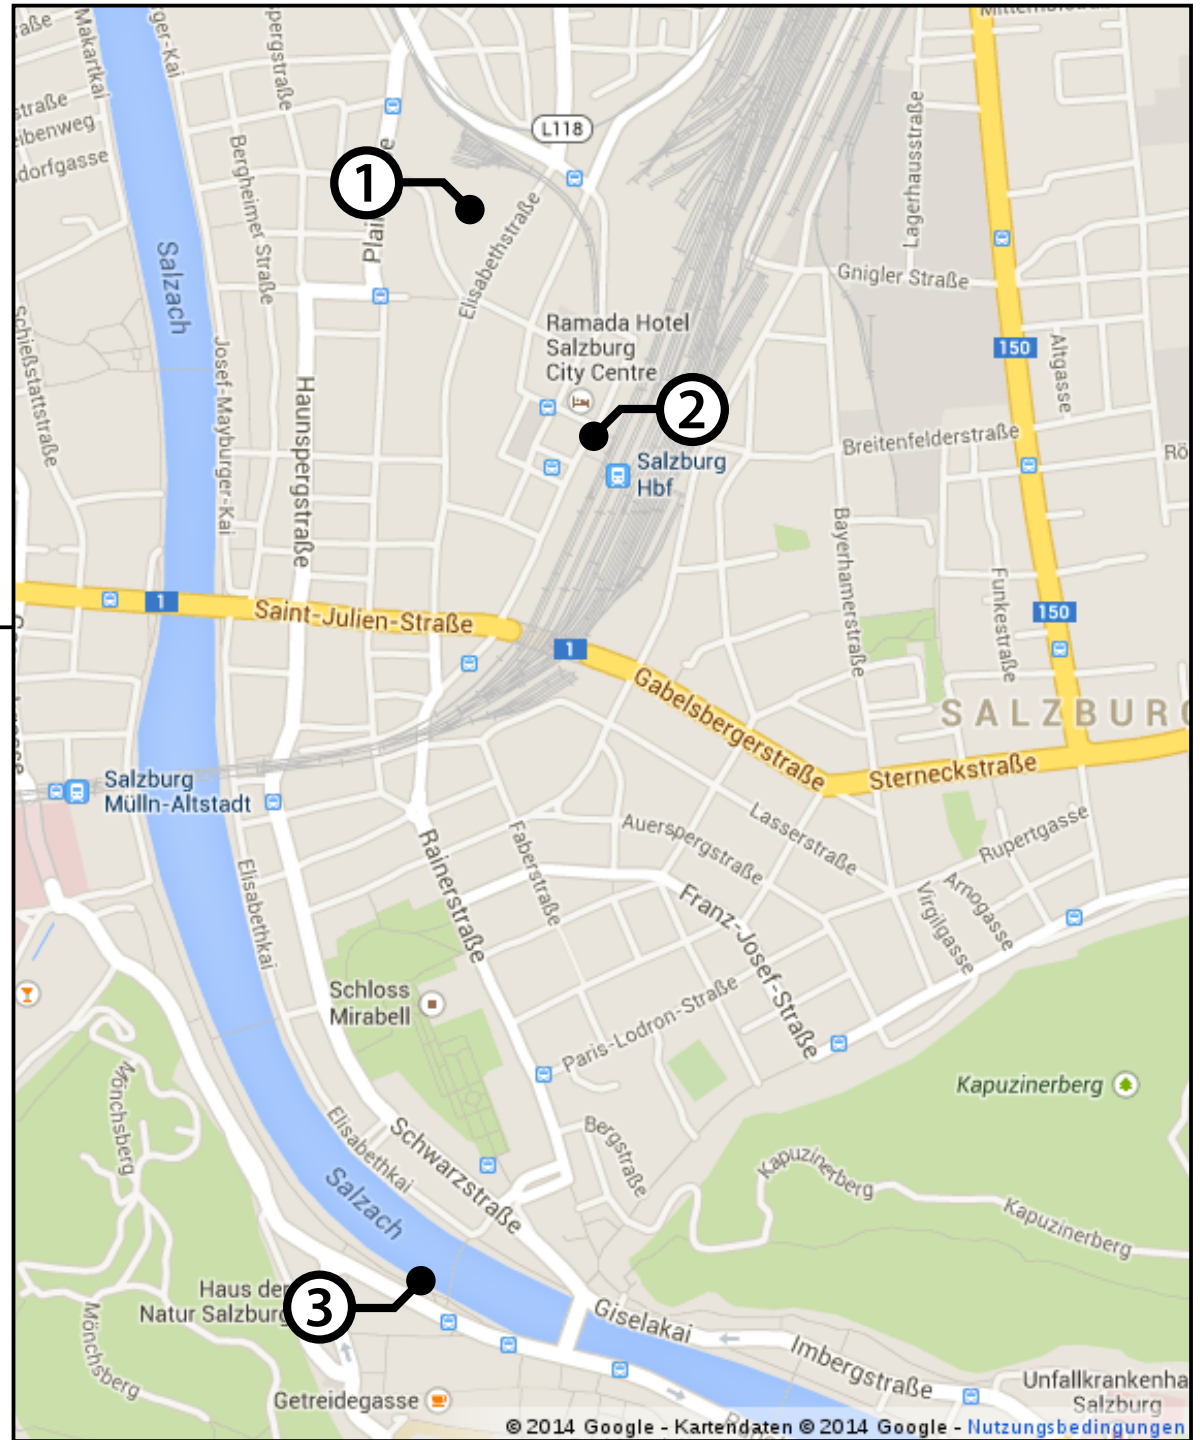 Makartkai
L118
1
Lagerhausstraße
Bergheimer Straße
Elisabethstraße
Salzach
Gnigler Straße
Ramada Hotel
Salzburg
City Centre
150
Altgasse
Schießstattstraße
Josef-Mayburger-Kai
Haunspergstraße
2
Breitenfelderstraße
Salzburg
Hbf
Bayerhamerstraße
Funkestraße
1
Saint-Julien-Straße
150
1
Gabelsbergerstraße
SALZBURG
Sterneckstraße
Salzburg
Mülln-Altstadt
Lasserstraße
Auerspergstraße
Rupertgasse
Rainerstraße
Faberstraße
Elisabethkai
Arnogasse
Virgilgasse
Franz-Josef-Straße
Schloss
Mirabell
Paris-Lodron-Straße
Kapuzinerberg
Mönchsberg
Elisabethkai
Schwarzstraße
Bergstraße
Kapuzinerberg
Kapuzinerberg
Salzach
Haus der
Natur Salzburg
3
Giselakai
Imbergstraße
Mönchsberg
Getreidegasse
Unfallkrankenha
Salzburg
© 2014 Google - Kartendaten © 2014 Google - Nutzungsbedingungen